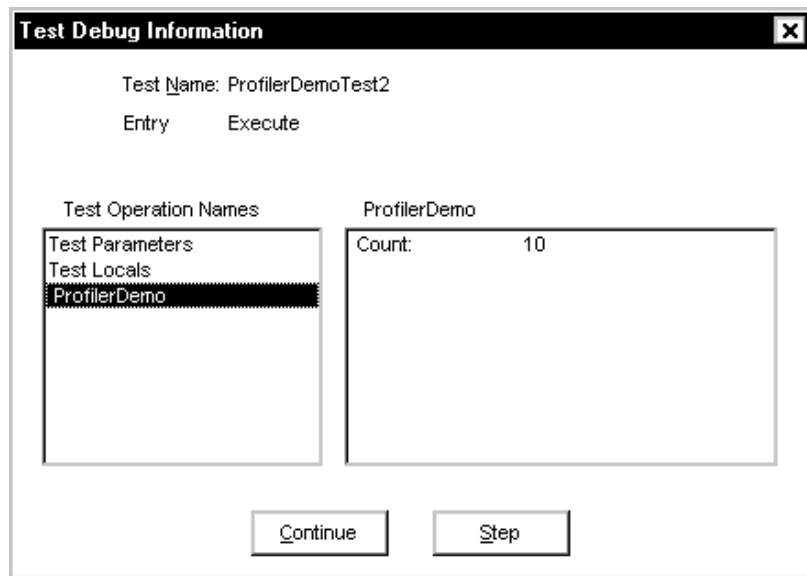 Test Debug Information
Test Name: ProfilerDemoTest2
Entry Execute
Test Operation Names
Test Parameters
Test Locals
ProfilerDemo
ProfilerDemo
Count: 10
Continue
Step